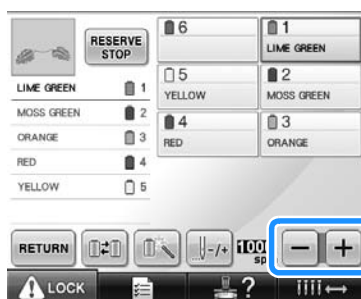 RESERVE
STOP
LIME GREEN 1
MOSS GREEN 2
ORANGE 3
RED 4
YELLOW 5
6
1
LIME GREEN
5
YELLOW
2
MOSS GREEN
4
RED
3
ORANGE
RETURN
-/+
- +
LOCK
?